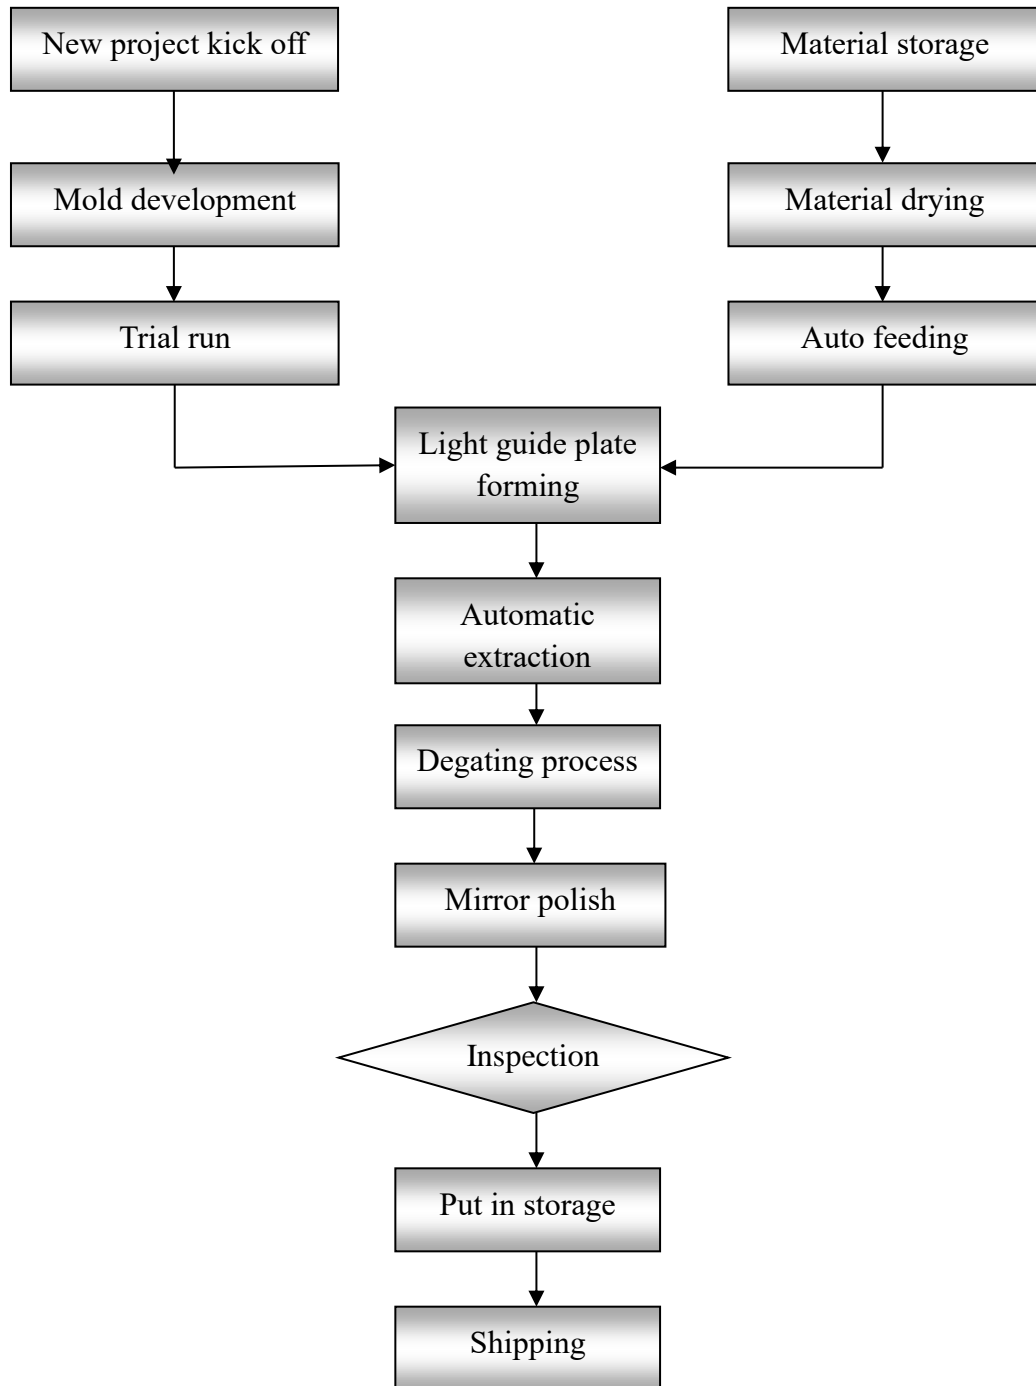 New project kick off
Material storage
Mold development
Material drying
Trial run
Auto feeding
Light guide plate
forming
Automatic
extraction
Degating process
Mirror polish
Inspection
Put in storage
Shipping